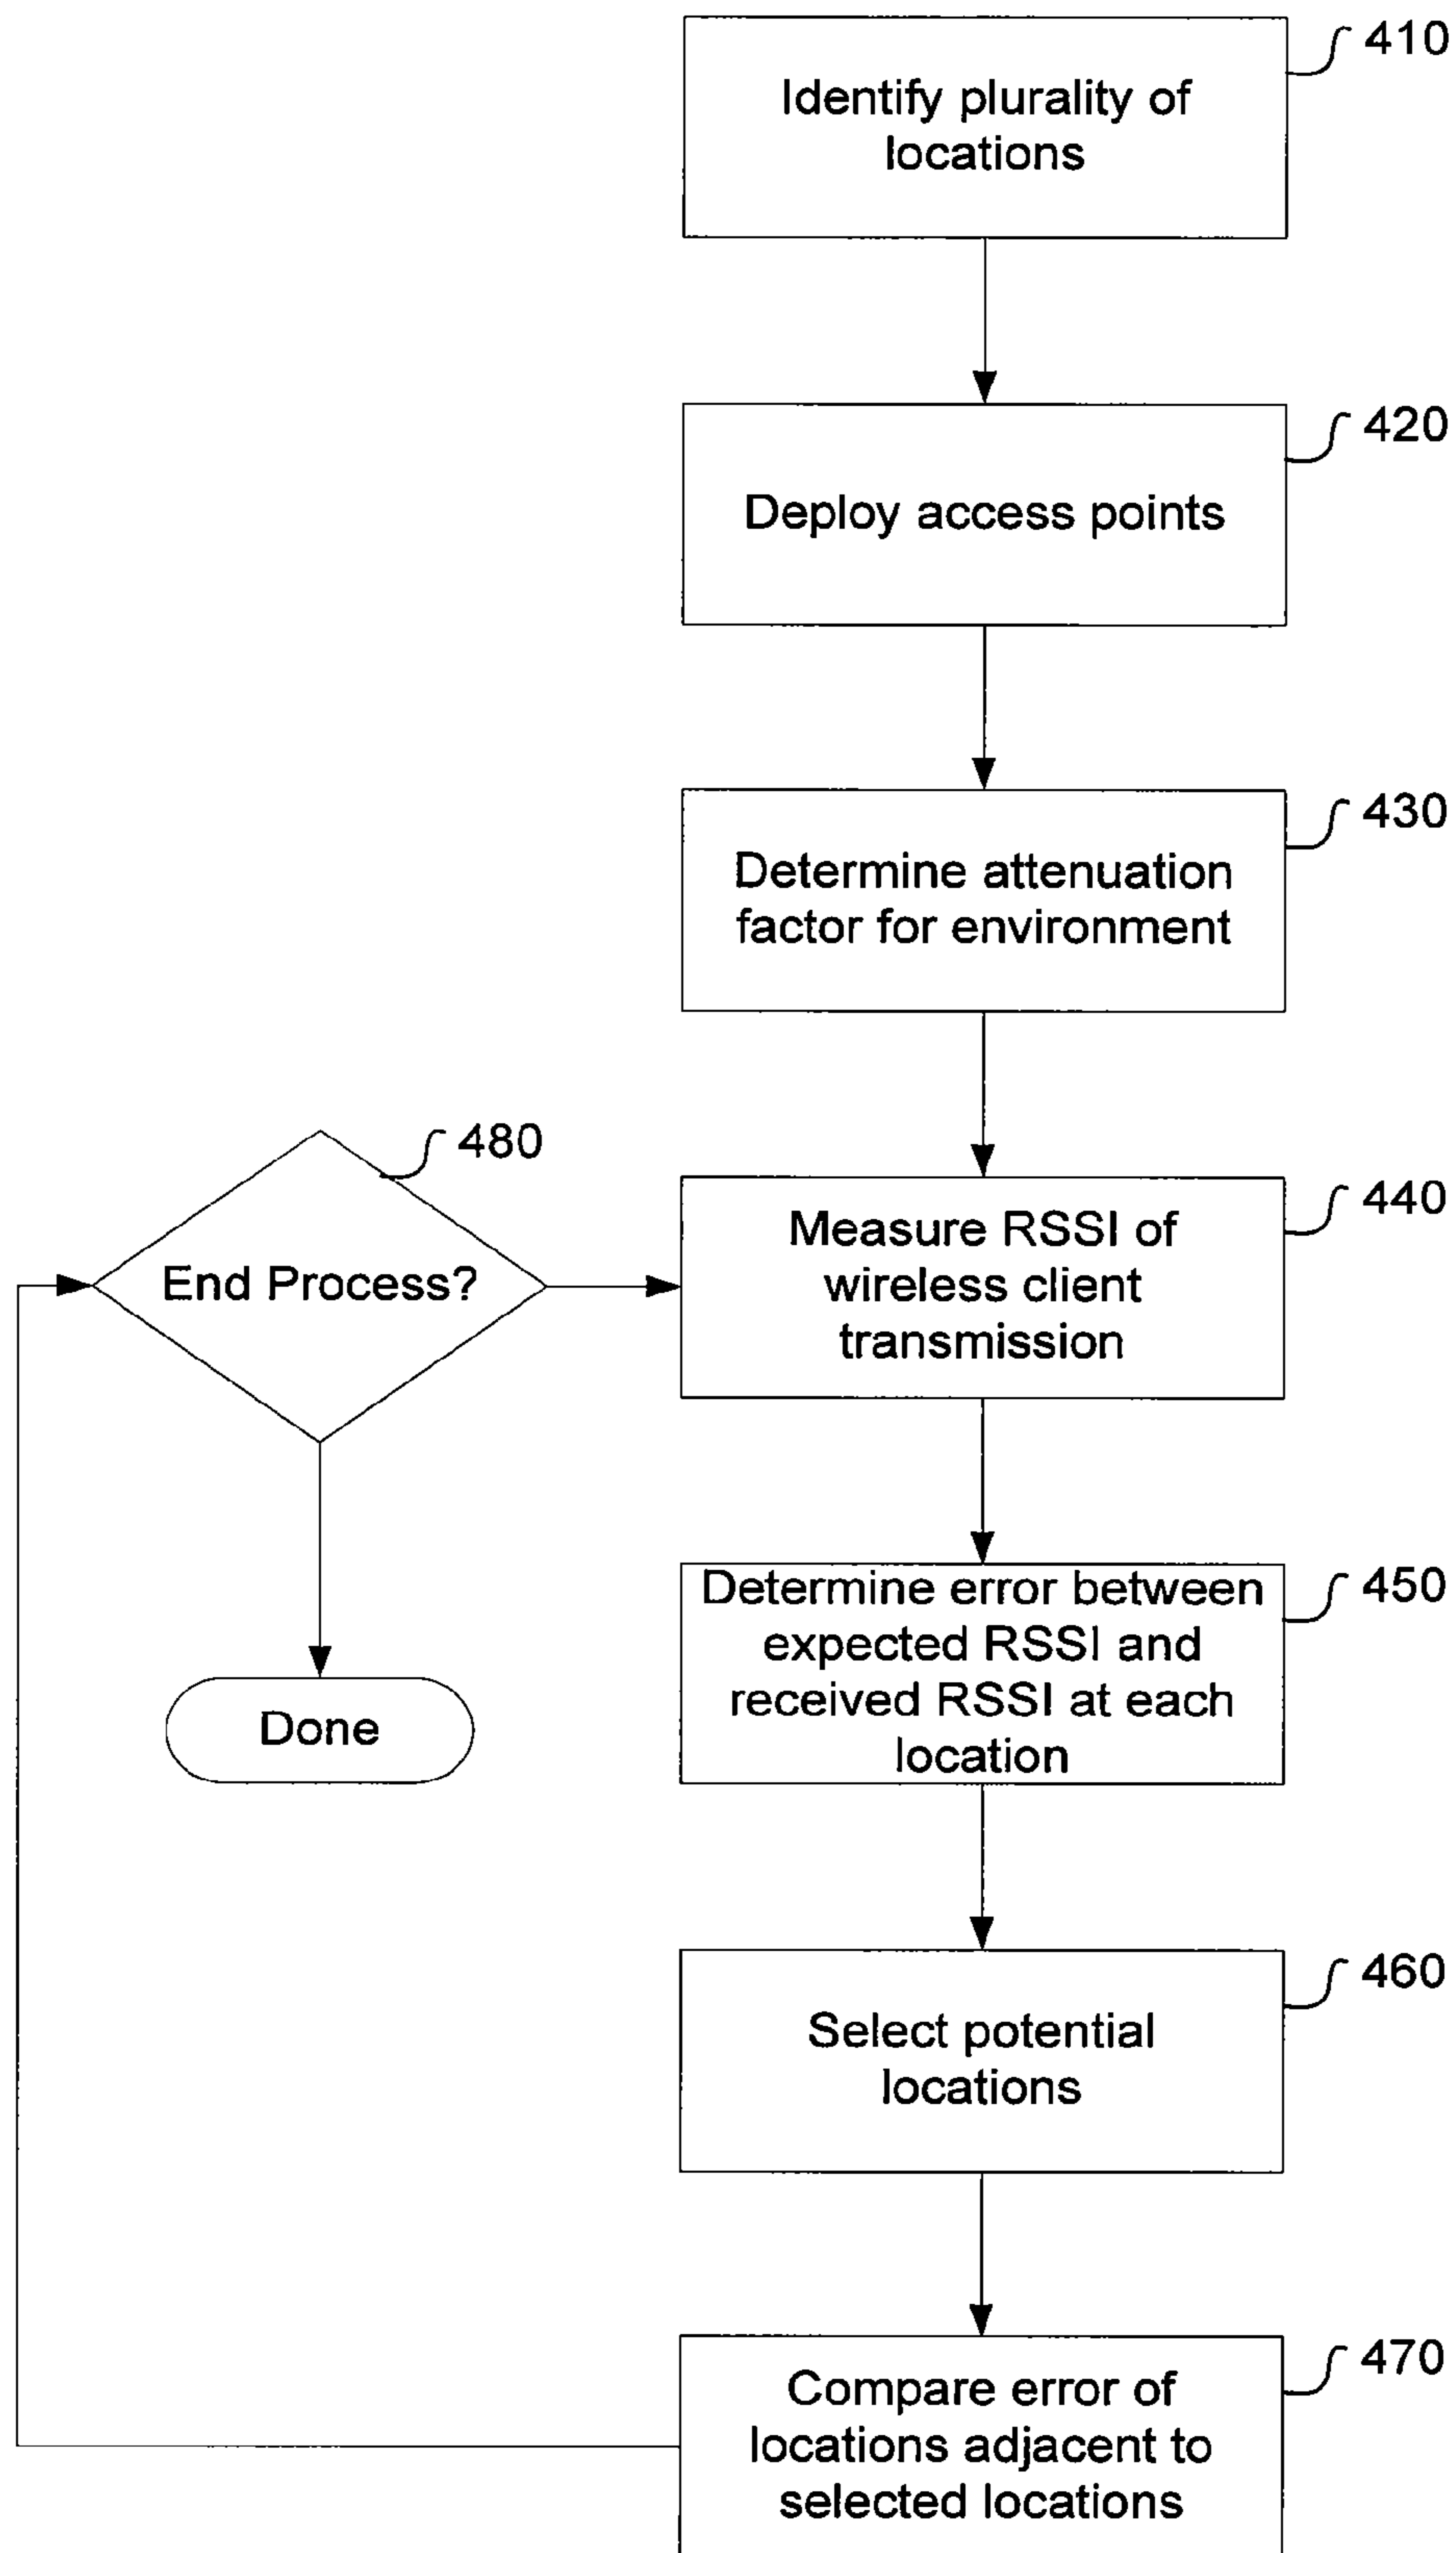 410
Identify plurality of
locations
420
Deploy access points
430
Determine attenuation
factor for environment
480
End Process?
440
Measure RSSI of
wireless client
transmission
450
Determine error between
expected RSSI and
received RSSI at each
location
Done
460
Select potential
locations
470
Compare error of
locations adjacent to
selected locations